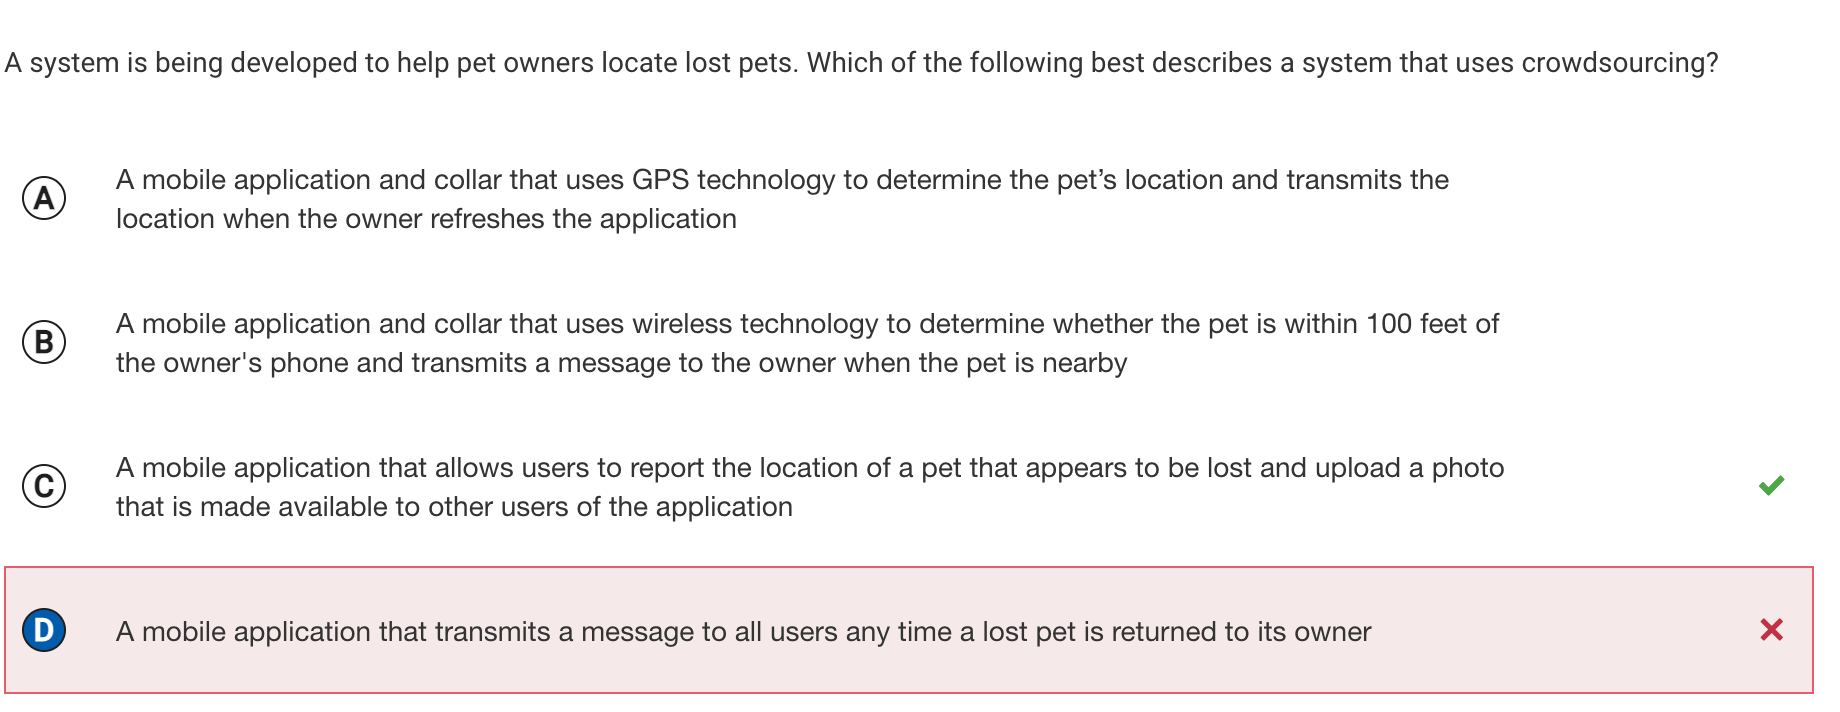 A system is being developed to help pet owners locate lost pets. Which of the following best describes a system that uses crowdsourcing?
A
A mobile application and collar that uses GPS technology to determine the pet’s location and transmits the
location when the owner refreshes the application
B
A mobile application and collar that uses wireless technology to determine whether the pet is within 100 feet of
the owner's phone and transmits a message to the owner when the pet is nearby
C
A mobile application that allows users to report the location of a pet that appears to be lost and upload a photo
that is made available to other users of the application
D
A mobile application that transmits a message to all users any time a lost pet is returned to its owner